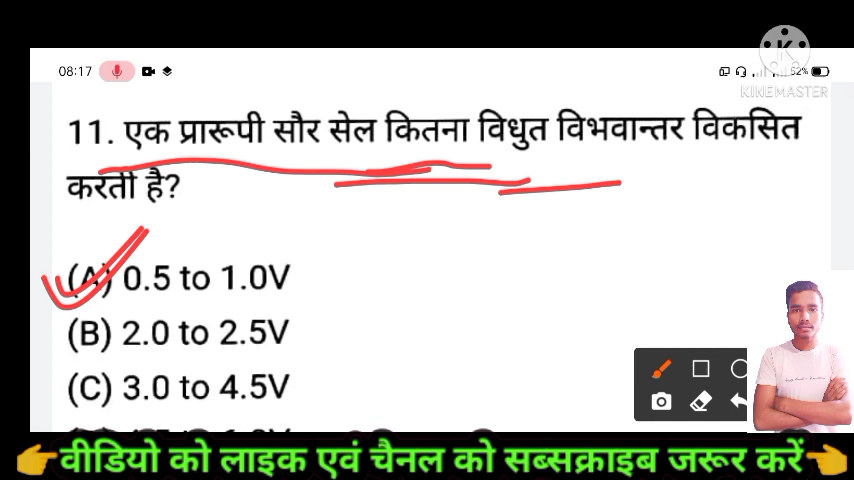 08:17
52%
KINEMASTER
11. एक प्रारूपी सौर सेल कितना विधुत विभवान्तर विकसित
करती है?
(A) 0.5 to 1.0V
(B) 2.0 to 2.5V
(C) 3.0 to 4.5V
👉वीडियो को लाइक एवं चैनल को सब्सक्राइब जरूर करें👈